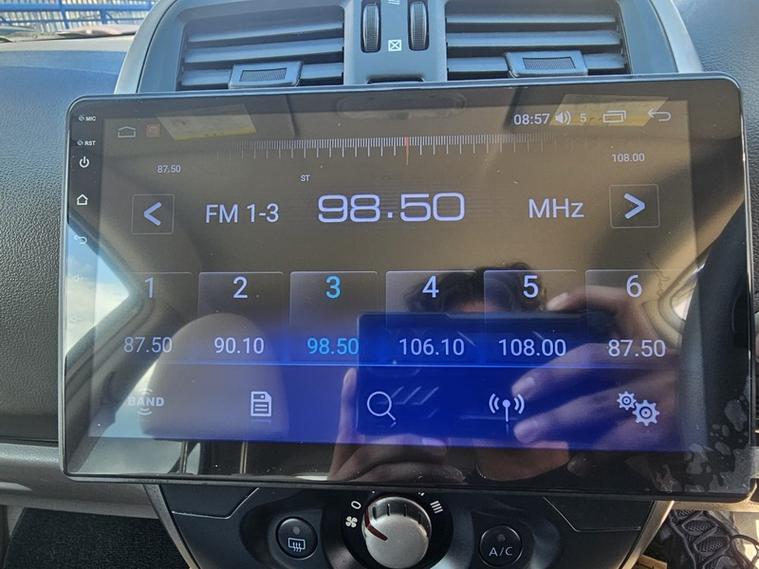 MIC
08:57 5
RST
87.50 108.00
ST
< FM 1-3 98.50 MHz >
1 2 3 4 5 6
87.50 90.10 98.50 106.10 108.00 87.50
BAND
A/C